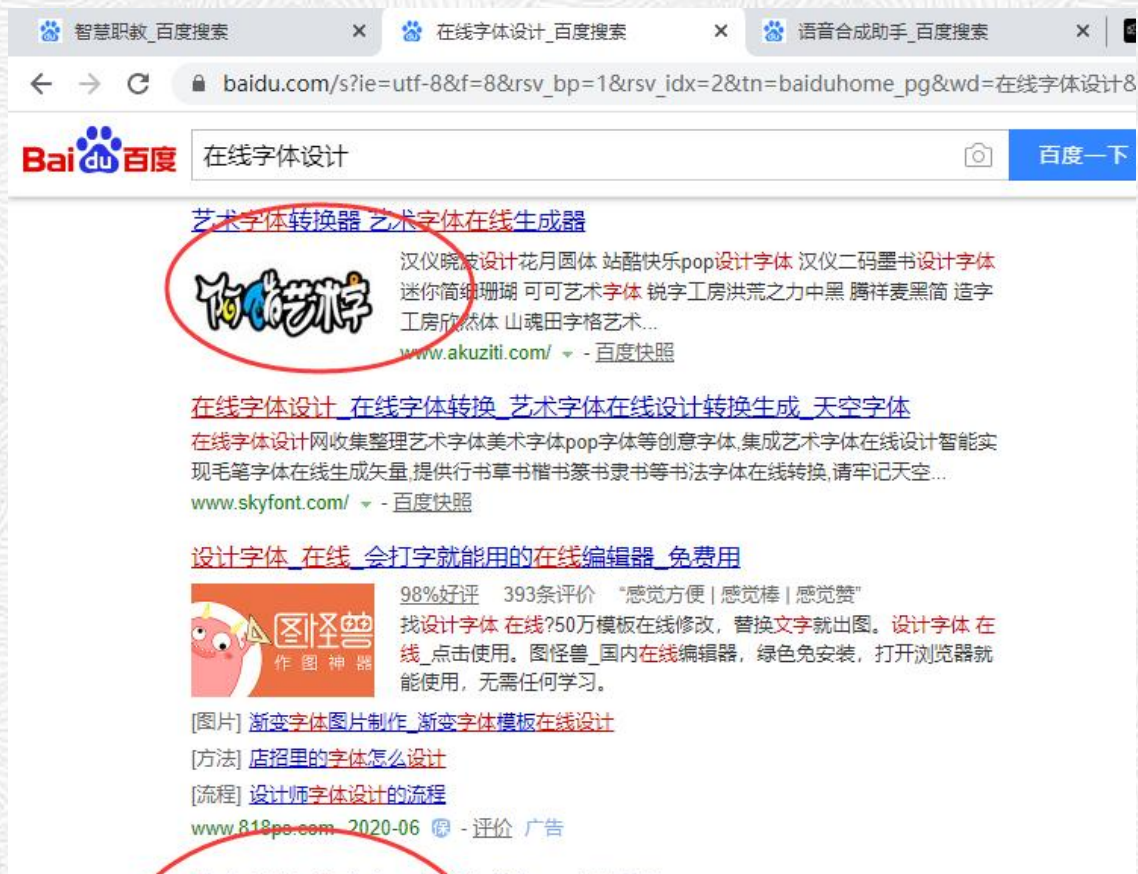 智慧职教_百度搜索
在线字体设计_百度搜索
语音合成助手_百度搜索
baidu.com/s?ie=utf-8&f=8&rsv_bp=1&rsv_idx=2&tn=baiduhome_pg&wd=在线字体设计&
Bai du 百度
在线字体设计
百度一下
艺术字体转换器 艺术字体在线生成器
汉仪晓波设计花月圆体 站酷快乐pop设计字体 汉仪二码墨书设计字体
迷你简细珊瑚 可可艺术字体 锐字工房洪荒之力中黑 腾祥麦黑简 造字
工房欣然体 山魂田字格艺术...
www.akuziti.com/ - 百度快照
在线字体设计_在线字体转换_艺术字体在线设计转换生成_天空字体
在线字体设计网收集整理艺术字体美术字体pop字体等创意字体,集成艺术字体在线设计智能实
现毛笔字体在线生成矢量,提供行书草书楷书篆书隶书等书法字体在线转换,请牢记天空...
www.skyfont.com/ - 百度快照
设计字体_在线_会打字就能用的在线编辑器_免费用
图怪兽
作图神器
98%好评 393条评价 “感觉方便 | 感觉棒 | 感觉赞”
找设计字体 在线?50万模板在线修改，替换文字就出图。设计字体 在
线_点击使用。图怪兽_国内在线编辑器，绿色免安装，打开浏览器就
能使用，无需任何学习。
[图片] 渐变字体图片制作_渐变字体模板在线设计
[方法] 店招里的字体怎么设计
[流程] 设计师字体设计的流程
www.818ps.com 2020-06 保 - 评价 广告